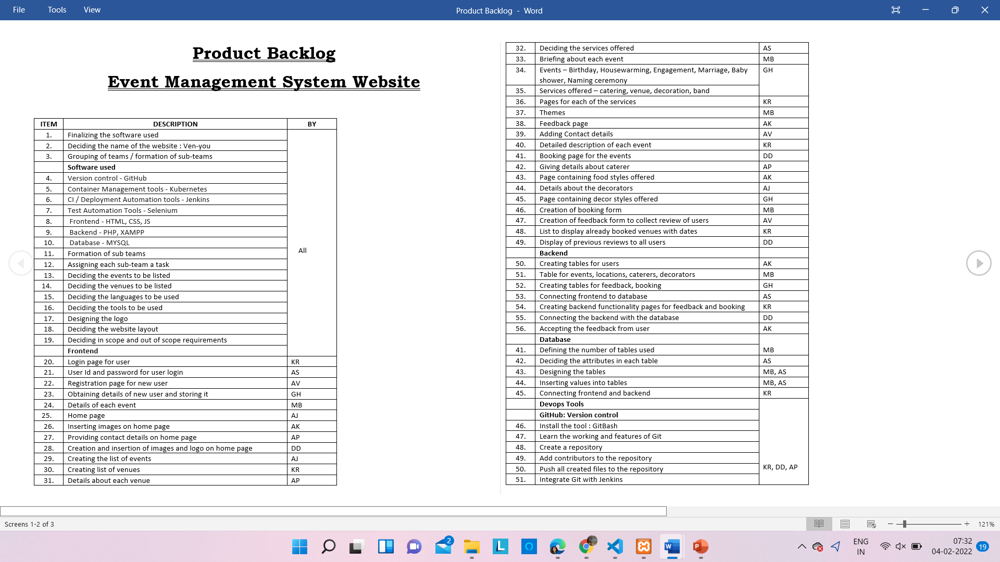 File Tools View Product Backlog - Word
Product Backlog
Event Management System Website
ITEM DESCRIPTION BY
1. Finalizing the software used
2. Deciding the name of the website : Ven-you
3. Grouping of teams / formation of sub-teams
Software used
4. Version control - GitHub
5. Container Management tools - Kubernetes
6. CI / Deployment Automation tools - Jenkins
7. Test Automation Tools - Selenium
8. Frontend - HTML, CSS, JS
9. Backend - PHP, XAMPP
10. Database - MYSQL
All
11. Formation of sub teams
12. Assigning each sub-team a task
13. Deciding the events to be listed
14. Deciding the venues to be listed
15. Deciding the languages to be used
16. Deciding the tools to be used
17. Designing the logo
18. Deciding the website layout
19. Deciding in scope and out of scope requirements
Frontend
20. Login page for user KR
21. User Id and password for user login AS
22. Registration page for new user AV
23. Obtaining details of new user and storing it GH
24. Details of each event MB
25. Home page AJ
26. Inserting images on home page AK
27. Providing contact details on home page AP
28. Creation and insertion of images and logo on home page DD
29. Creating the list of events AJ
30. Creating list of venues KR
31. Details about each venue AP
32. Deciding the services offered AS
33. Briefing about each event MB
34. Events – Birthday, Housewarming, Engagement, Marriage, Baby GH
shower, Naming ceremony
35. Services offered – catering, venue, decoration, band
36. Pages for each of the services KR
37. Themes MB
38. Feedback page AK
39. Adding Contact details AV
40. Detailed description of each event KR
41. Booking page for the events DD
42. Giving details about caterer AP
43. Page containing food styles offered AK
44. Details about the decorators AJ
45. Page containing decor styles offered GH
46. Creation of booking form MB
47. Creation of feedback form to collect review of users AV
48. List to display already booked venues with dates KR
49. Display of previous reviews to all users DD
Backend
50. Creating tables for users AK
51. Table for events, locations, caterers, decorators MB
52. Creating tables for feedback, booking GH
53. Connecting frontend to database AS
54. Creating backend functionality pages for feedback and booking KR
55. Connecting the backend with the database DD
56. Accepting the feedback from user AK
Database
41. Defining the number of tables used MB
42. Deciding the attributes in each table AS
43. Designing the tables MB, AS
44. Inserting values into tables MB, AS
45. Connecting frontend and backend KR
Devops Tools
GitHub: Version control
46. Install the tool : GitBash
47. Learn the working and features of Git
48. Create a repository
49. Add contributors to the repository
KR, DD, AP
50. Push all created files to the repository
51. Integrate Git with Jenkins
Screens 1-2 of 3 121%
2 L W P ENG 07:32
IN 04-02-2022 19